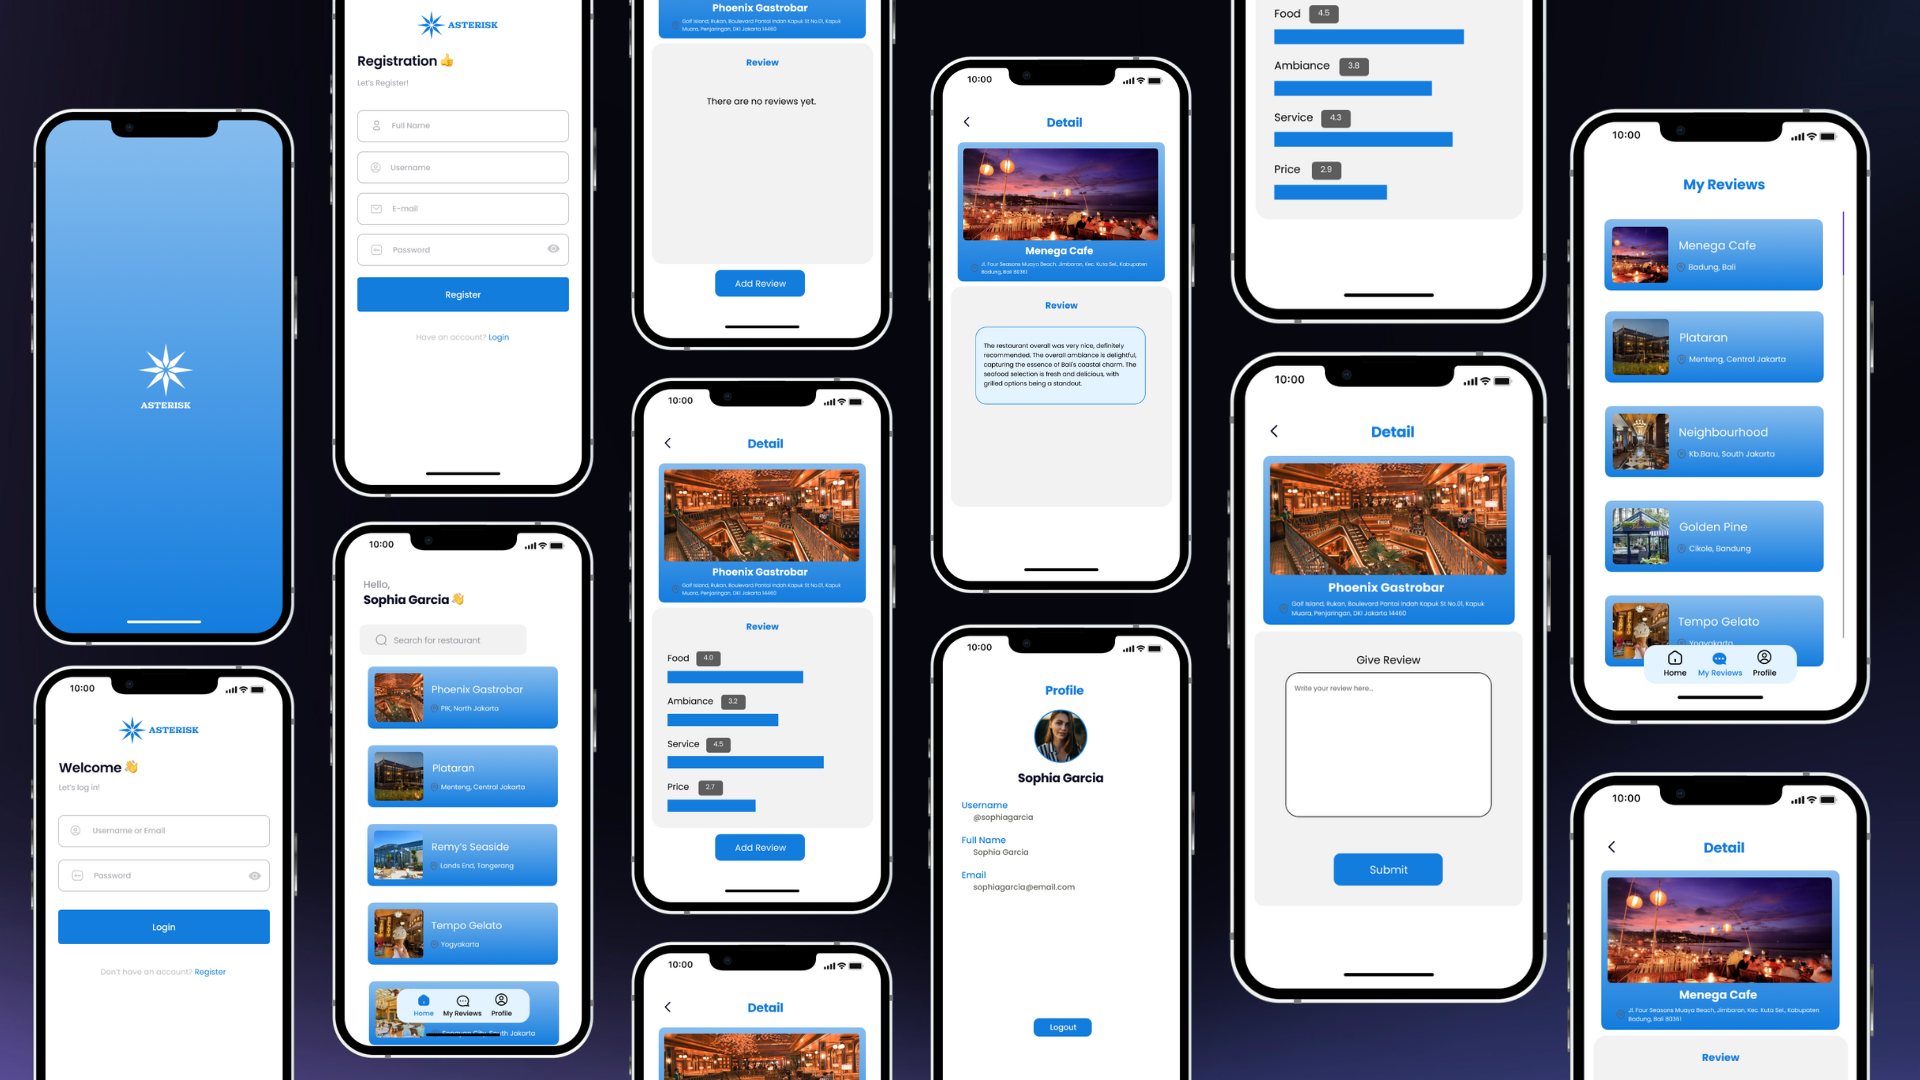 ASTERISK
10:00
ASTERISK
Welcome 👋
Let's log in!
Username or Email
Password
Login
Don't have an account? Register
ASTERISK
Registration 👍
Let's Register!
Full Name
Username
E-mail
Password
Register
Have an account? Login
10:00
Hello,
Sophia Garcia 👋
Search for restaurant
Phoenix Gastrobar
PIK, North Jakarta
Plataran
Menteng, Central Jakarta
Remy's Seaside
Lands End, Tangerang
Tempo Gelato
Yogyakarta
Home
My Reviews
Profile
Phoenix Gastrobar
Golf Island, Rukan, Boulevard Pantai Indah Kapuk St No.01, Kapuk
Muara, Penjaringan, DKI Jakarta 14460
Review
There are no reviews yet.
Add Review
10:00
Detail
Phoenix Gastrobar
Golf Island, Rukan, Boulevard Pantai Indah Kapuk St No.01, Kapuk
Muara, Penjaringan, DKI Jakarta 14460
Review
Food 4.0
Ambiance 3.2
Service 4.5
Price 2.7
Add Review
10:00
Detail
10:00
Detail
Menega Cafe
Jl. Four Seasons Muaya Beach, Jimbaran, Kec. Kuta Sel., Kabupaten
Badung, Bali 80361
Review
The restaurant overall was very nice, definitely
recommended. The overall ambiance is delightful,
capturing the essence of Bali's coastal charm. The
seafood selection is fresh and delicious, with
grilled options being a standout.
10:00
Profile
Sophia Garcia
Username
@sophiagarcia
Full Name
Sophia Garcia
Email
sophiagarcia@email.com
Logout
Food 4.5
Ambiance 3.8
Service 4.3
Price 2.9
10:00
Detail
Phoenix Gastrobar
Golf Island, Rukan, Boulevard Pantai Indah Kapuk St No.01, Kapuk
Muara, Penjaringan, DKI Jakarta 14460
Give Review
Write your review here..
Submit
10:00
My Reviews
Menega Cafe
Badung, Bali
Plataran
Menteng, Central Jakarta
Neighbourhood
Kb.Baru, South Jakarta
Golden Pine
Cikole, Bandung
Tempo Gelato
Yogyakarta
Home
My Reviews
Profile
10:00
Detail
Menega Cafe
Jl. Four Seasons Muaya Beach, Jimbaran, Kec. Kuta Sel., Kabupaten
Badung, Bali 80361
Review